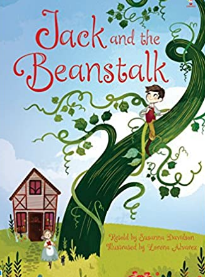 Jack and the
Beanstalk
Retold by Susanna Davidson
Illustrated by Lorena Alvarez